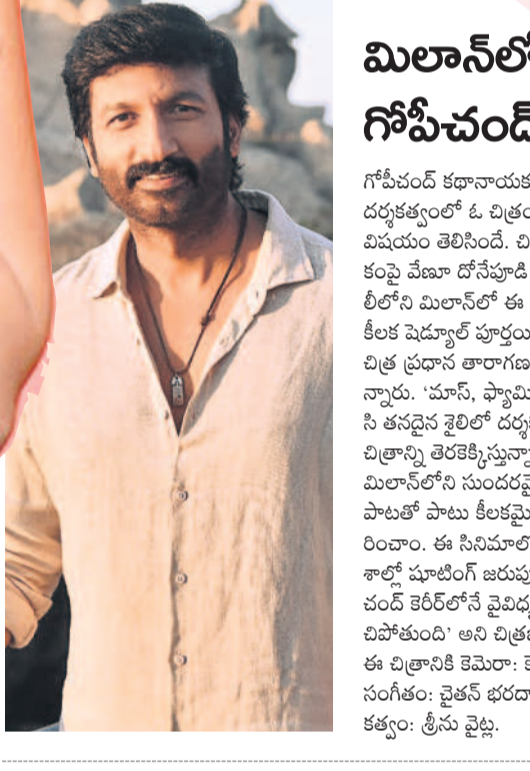 మిలాన్‌లో
గోపీచంద్
గోపీచంద్ కథానాయక
దర్శకత్వంలో ఓ చిత్రం
విషయం తెలిసిందే. చి
కంపై వేణూ దోనేపూడి
లీలోని మిలాన్‌లో ఈ
కీలక షెడ్యూల్ పూర్తయి
చిత్ర ప్రధాన తారాగణ
న్నారు. ‘మాస్, ఫ్యామి
సి తనదైన శైలిలో దర్శ
చిత్రాన్ని తెరకెక్కిస్తున్నా
మిలాన్‌లోని సుందరమై
పాటతో పాటు కీలకమై
రించాం. ఈ సినిమాలో
శాల్లో షూటింగ్ జరుపు
చంద్ కెరీర్‌లోనే వైవిధ్య
చిపోతుంది’ అని చిత్ర
ఈ చిత్రానికి కెమెరా:
సంగీతం: చైతన్ భరద్వా
కత్వం: శ్రీను వైట్ల.